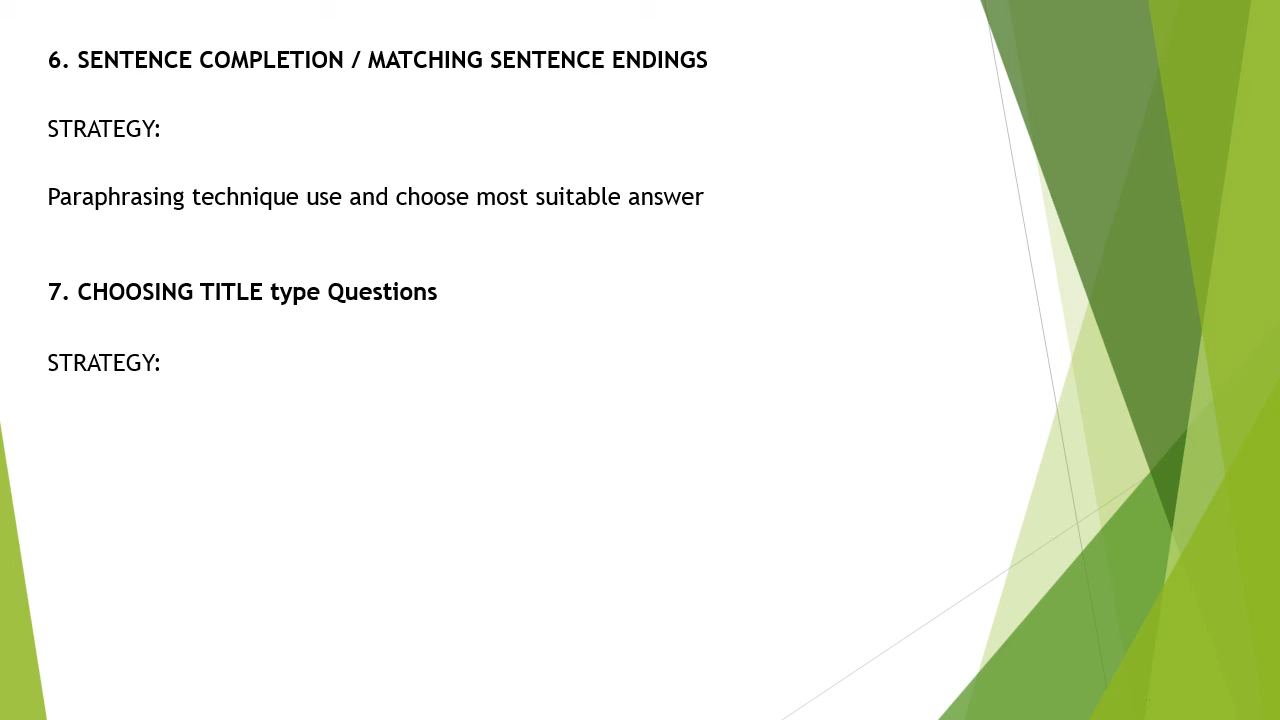 6. SENTENCE COMPLETION / MATCHING SENTENCE ENDINGS
STRATEGY:
Paraphrasing technique use and choose most suitable answer
7. CHOOSING TITLE type Questions
STRATEGY: